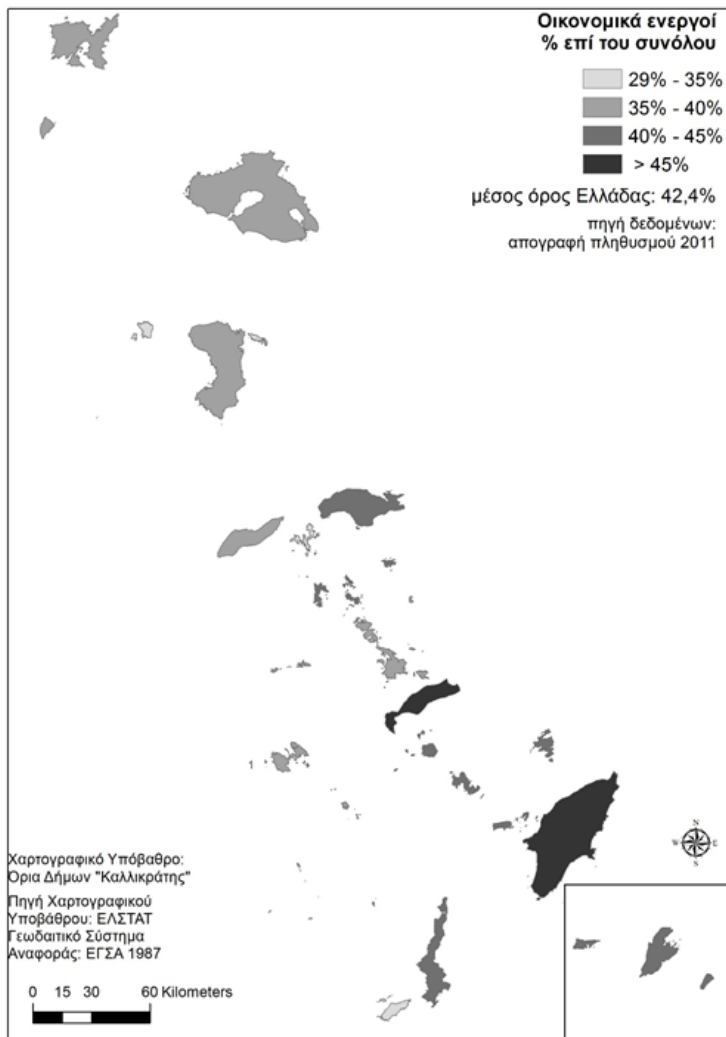 Οικονομικά ενεργοί
% επί του συνόλου
29% - 35%
35% - 40%
40% - 45%
> 45%
μέσος όρος Ελλάδας: 42,4%
πηγή δεδομένων:
απογραφή πληθυσμού 2011
N
W E
S
Χαρτογραφικό Υπόβαθρο:
Όρια Δήμων "Καλλικράτης"
Πηγή Χαρτογραφικού
Υποβάθρου: ΕΛΣΤΑΤ
Γεωδαιτικό Σύστημα
Αναφοράς: ΕΓΣΑ 1987
0 15 30 60 Kilometers